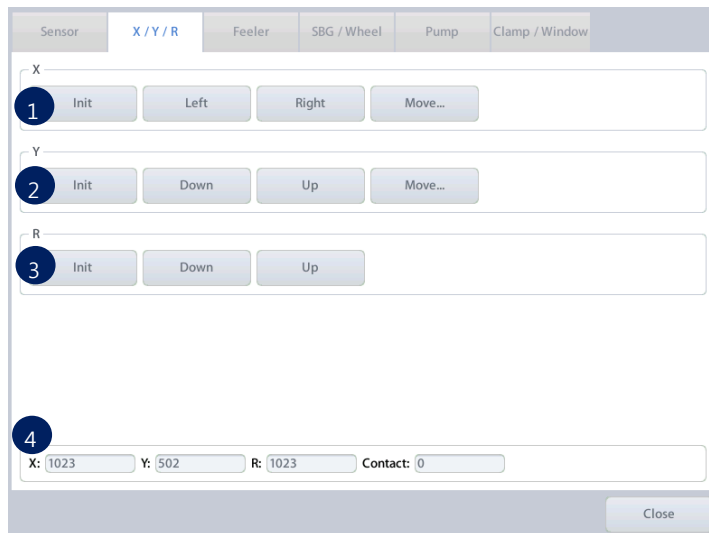 Sensor X / Y / R Feeler SBG / Wheel Pump Clamp / Window
X
1 Init Left Right Move...
Y
2 Init Down Up Move...
R
3 Init Down Up
4
X: 1023 Y: 502 R: 1023 Contact: 0
Close